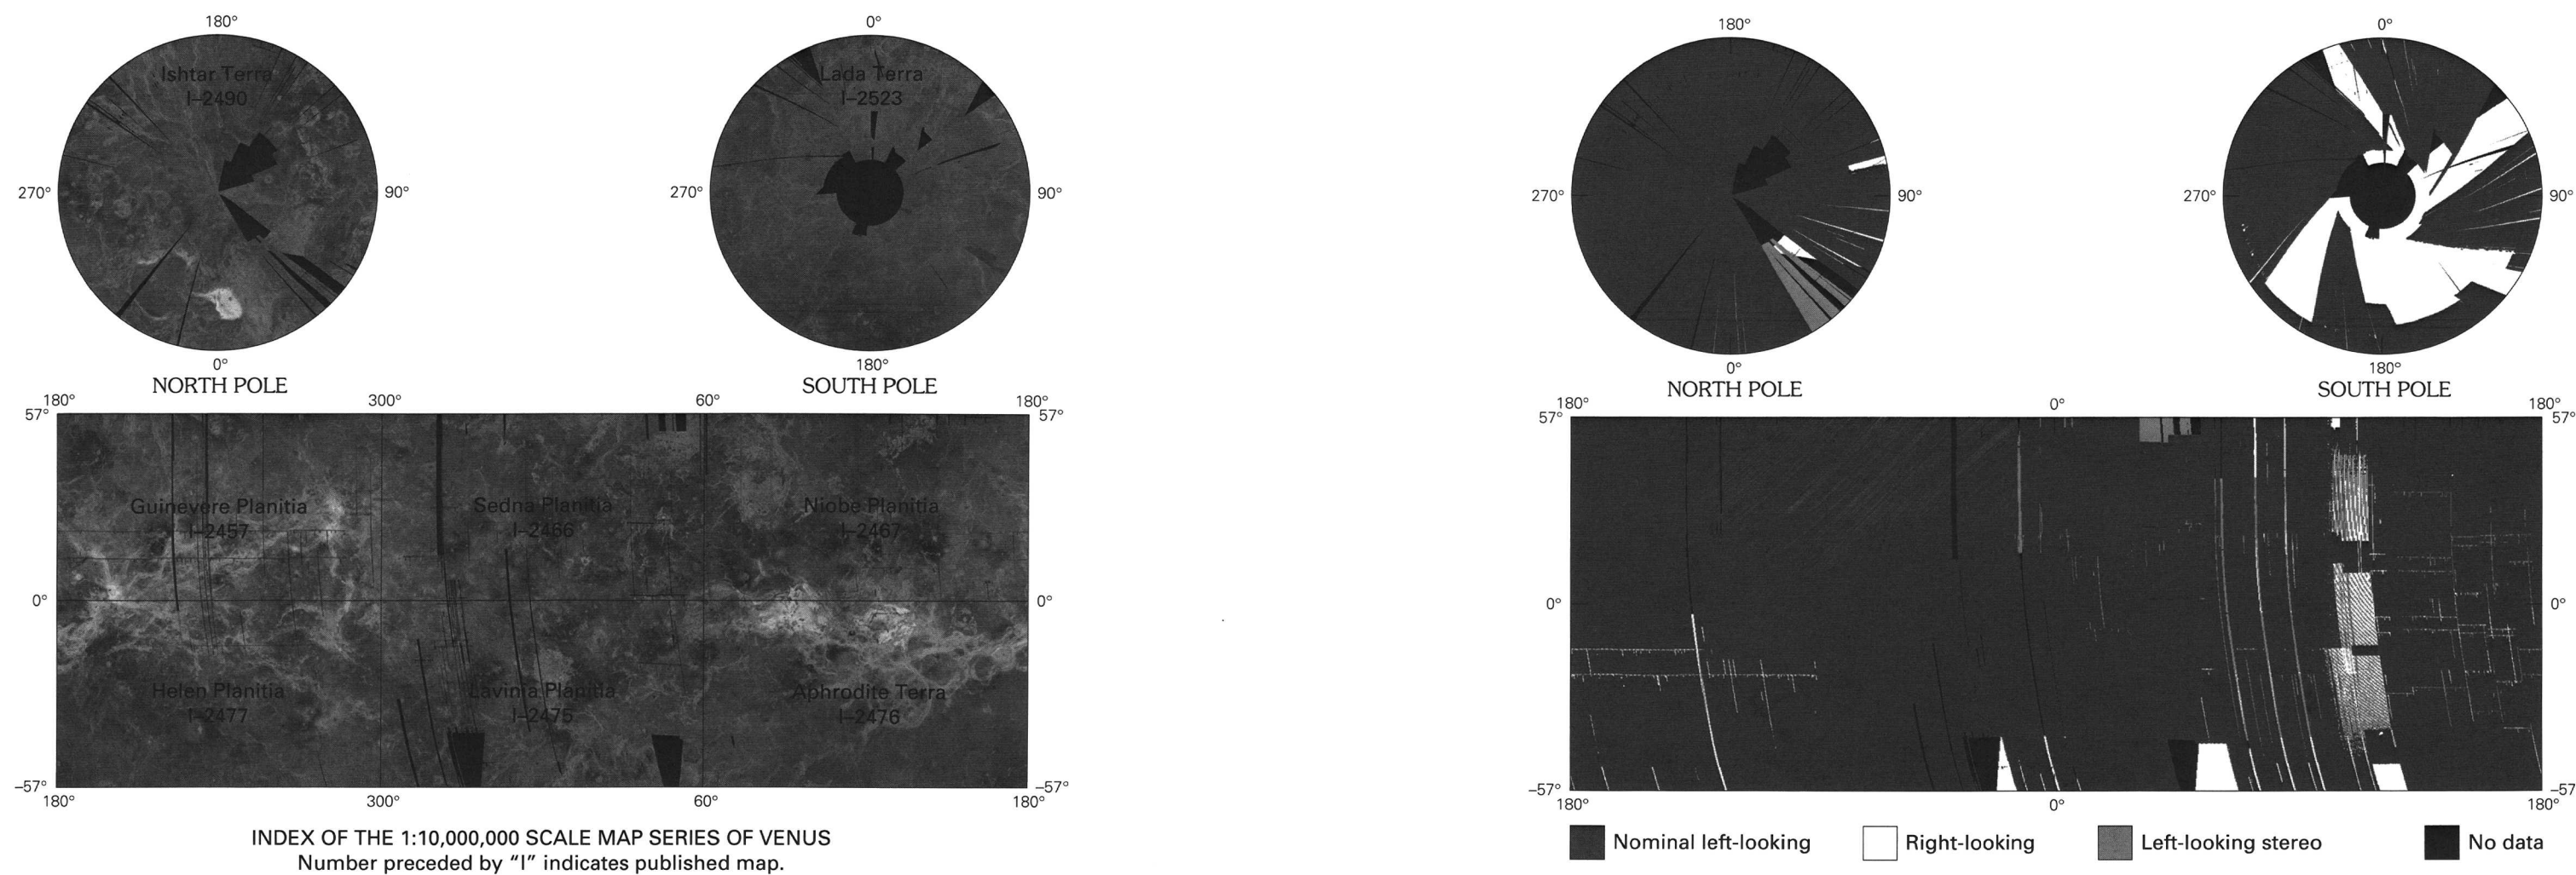 180°
Ishtar Terra
I–2490
270°
90°
0°
NORTH POLE
0°
Lada Terra
I–2523
270°
90°
180°
SOUTH POLE
180°
300°
60°
180°
57°
57°
Guinevere Planitia
I–2457
Sedna Planitia
I–2466
Niobe Planitia
I–2467
0°
0°
Helen Planitia
I–2477
Lavinia Planitia
I–2475
Aphrodite Terra
I–2476
–57°
–57°
180°
300°
60°
180°
INDEX OF THE 1:10,000,000 SCALE MAP SERIES OF VENUS
Number preceded by “I” indicates published map.
180°
270°
90°
0°
NORTH POLE
0°
270°
90°
180°
SOUTH POLE
180°
0°
180°
57°
57°
0°
0°
–57°
–57
180°
0°
180°
Nominal left-looking
Right-looking
Left-looking stereo
No data